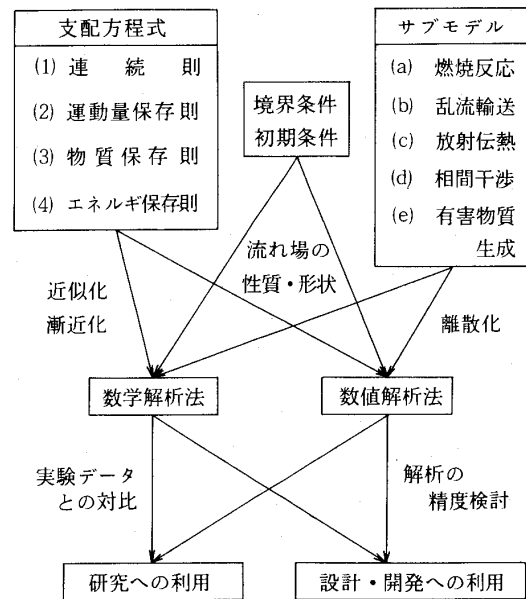 支配方程式
(1) 連続則
(2) 運動量保存則
(3) 物質保存則
(4) エネルギ保存則
境界条件
初期条件
サブモデル
(a) 燃焼反応
(b) 乱流輸送
(c) 放射伝熱
(d) 相間干渉
(e) 有害物質
生成
近似化
漸近化
流れ場の
性質・形状
離散化
数学解析法
数値解析法
実験データ
との対比
解析の
精度検討
研究への利用
設計・開発への利用